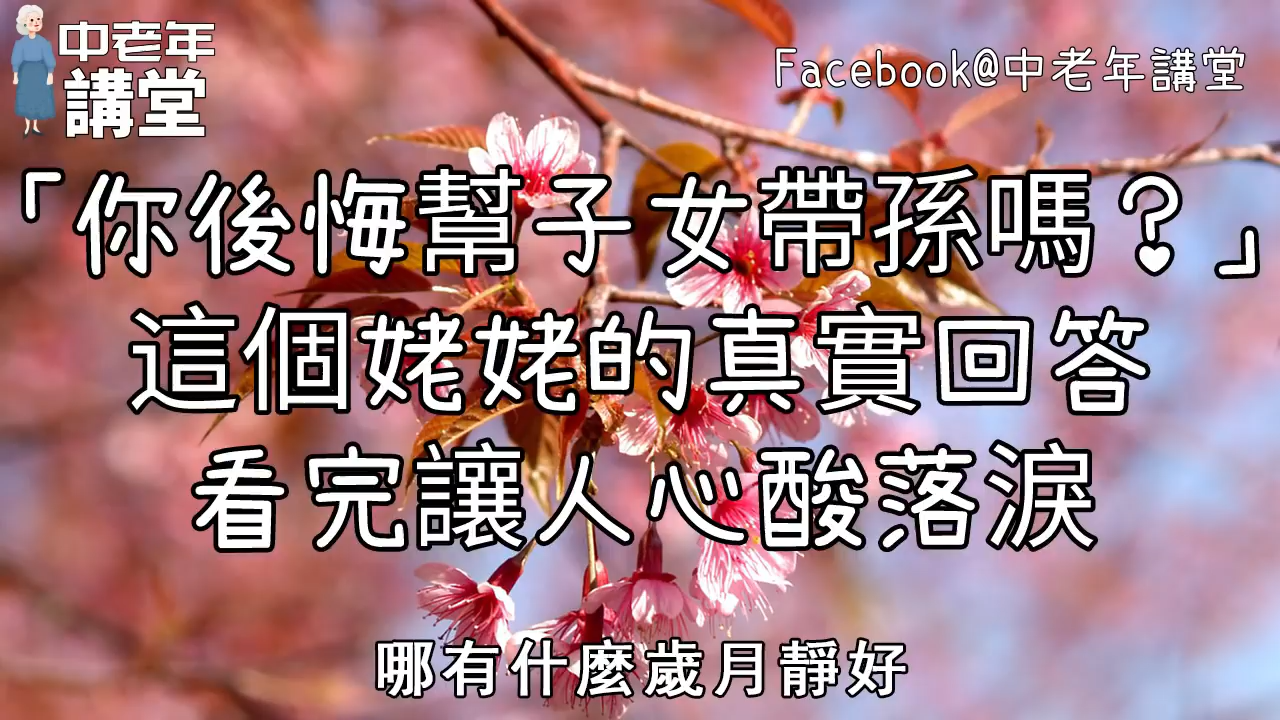 中老年
講堂
Facebook@中老年講堂
「你後悔幫子女帶孫嗎？」
這個姥姥的真實回答
看完讓人心酸落淚
哪有什麼歲月靜好